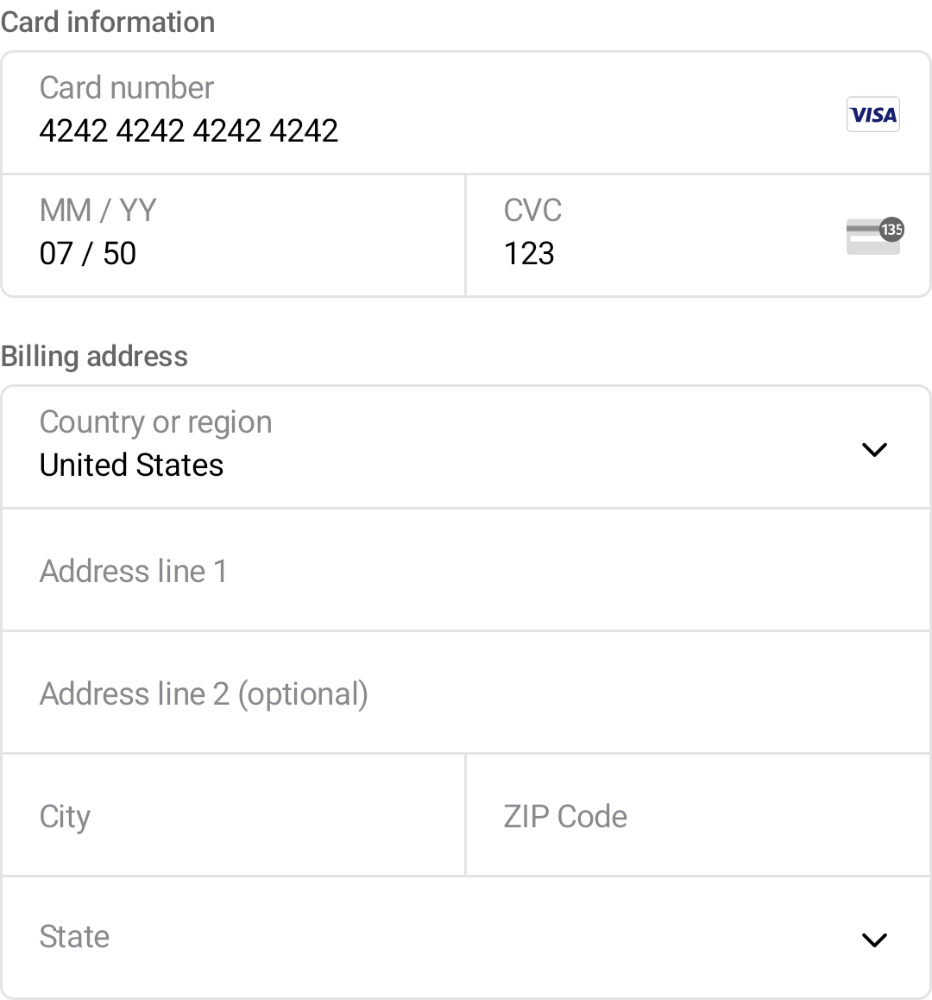 Card information
Card number
4242 4242 4242 4242
VISA
MM / YY
07 / 50
CVC
123
135
Billing address
Country or region
United States
Address line 1
Address line 2 (optional)
City
ZIP Code
State